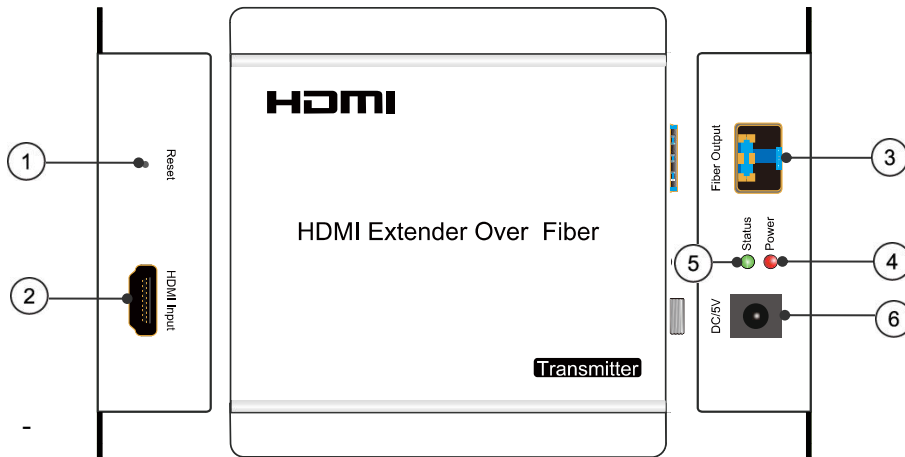 HDMI
HDMI Extender Over Fiber
Transmitter
1
Reset
2
HDMI Input
-
Fiber Output
3
Status
Power
5
4
DC/5V
6